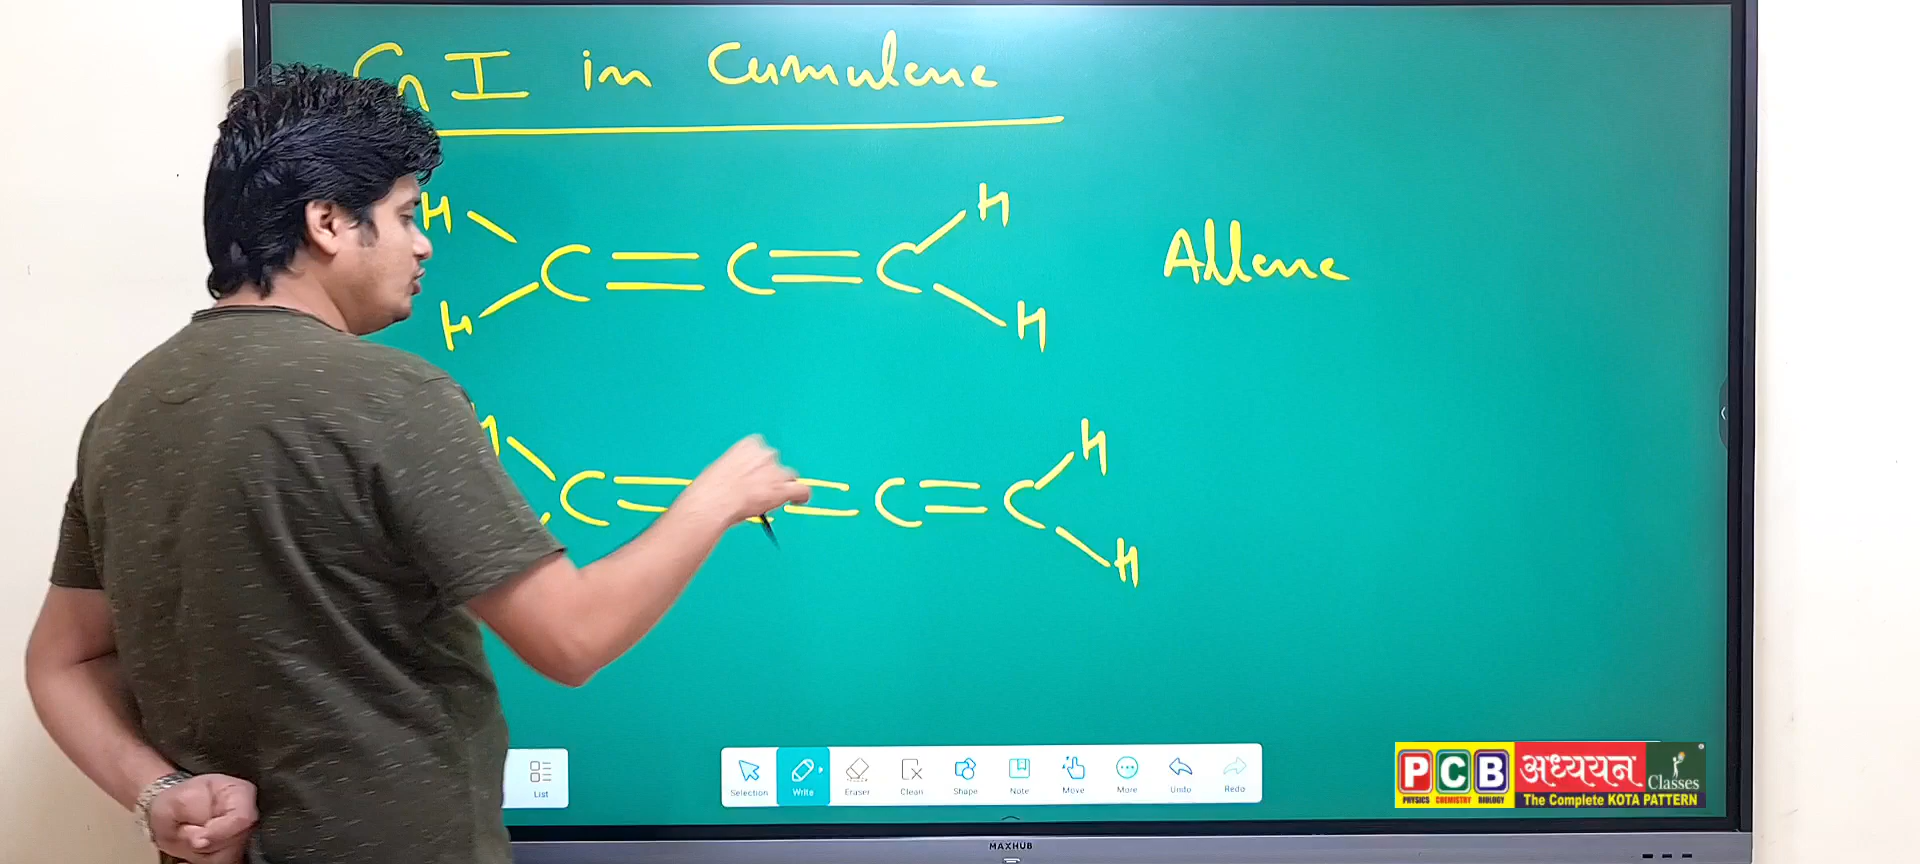 GI in Cumulene
H H
C = C = C Allene
H H
H H
C = = C = C
H
List
Selection Write Eraser Clean Shape Note Move More Undo Redo
PCB अध्ययन Classes
PHYSICS CHEMISTRY BIOLOGY The Complete KOTA PATTERN
MAXHUB